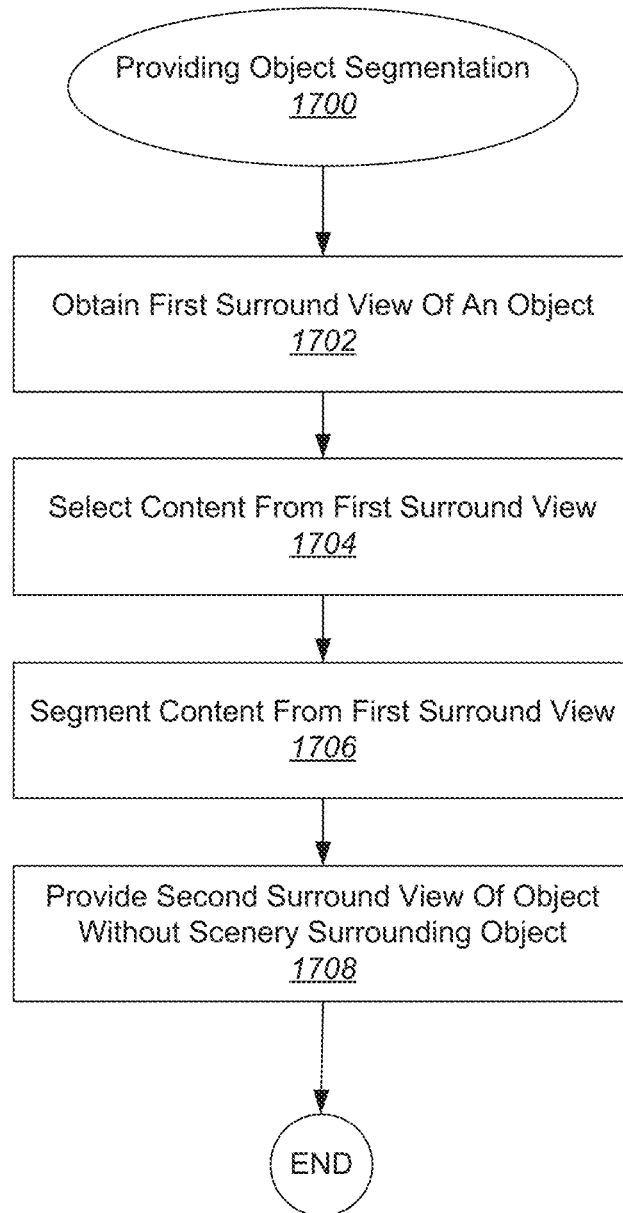 Providing Object Segmentation
1700
Obtain First Surround View Of An Object
1702
Select Content From First Surround View
1704
Segment Content From First Surround View
1706
Provide Second Surround View Of Object
Without Scenery Surrounding Object
1708
END